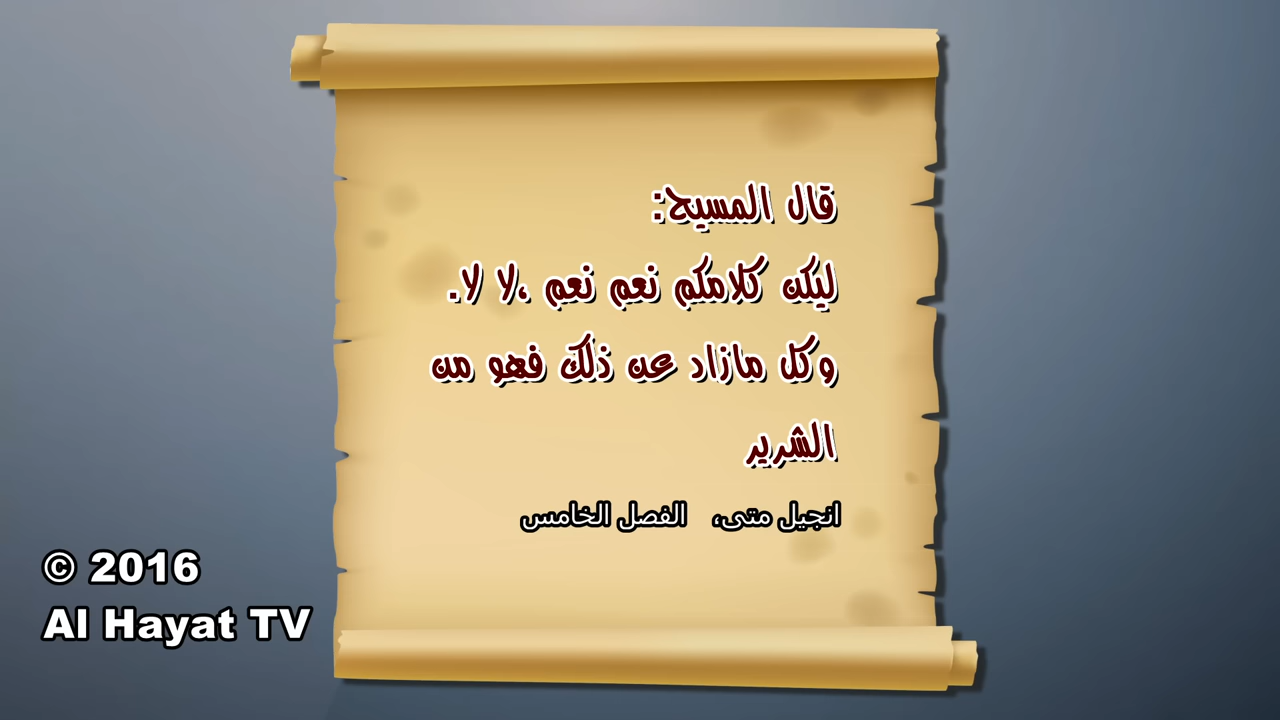 قال المسيح:
ليكن كلامكم نعم نعم ،لا لا.
وكل مازاد عن ذلك فهو من
الشرير
انجيل متى، الفصل الخامس
© 2016
Al Hayat TV